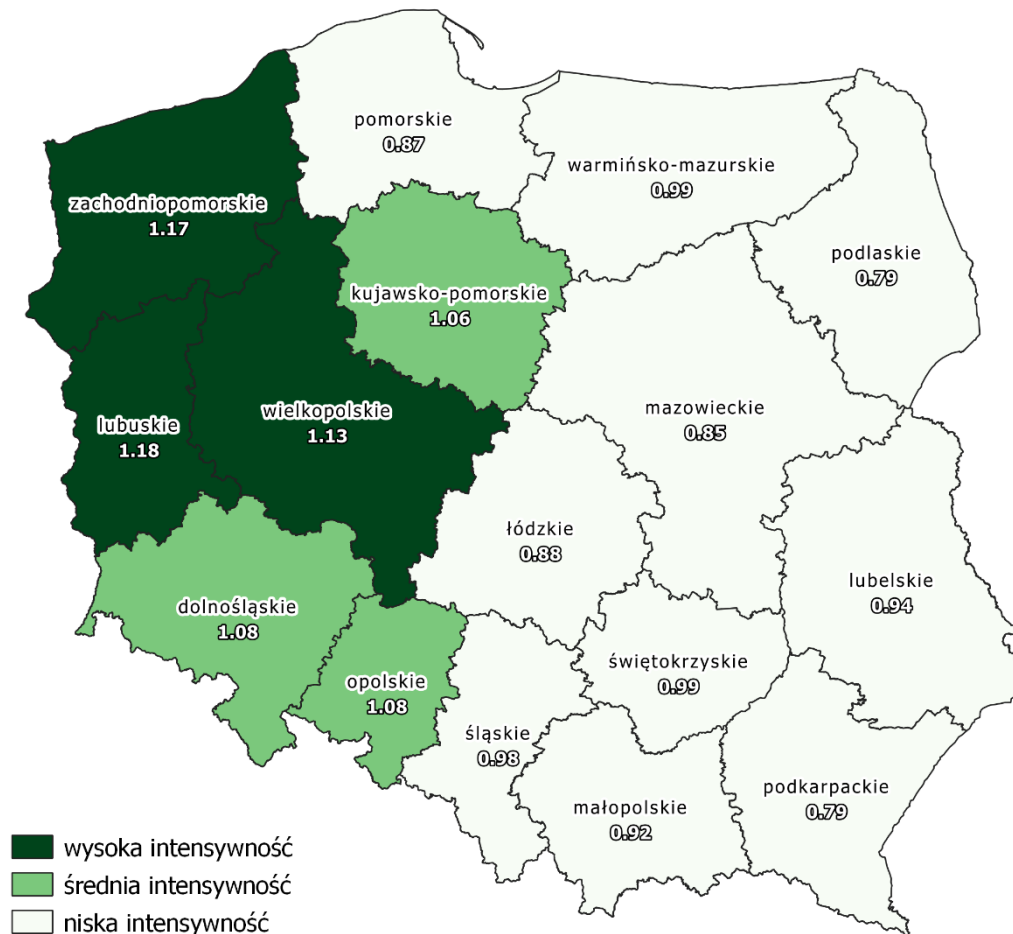 pomorskie
0.87
warmińsko-mazurskie
0.99
zachodniopomorskie
1.17
podlaskie
0.79
kujawsko-pomorskie
1.06
wielkopolskie
1.13
mazowieckie
0.85
lubuskie
1.18
łódzkie
0.88
lubelskie
0.94
dolnośląskie
1.08
świętokrzyskie
0.99
opolskie
1.08
śląskie
0.98
podkarpackie
0.79
małopolskie
0.92
wysoka intensywność
średnia intensywność
niska intensywność